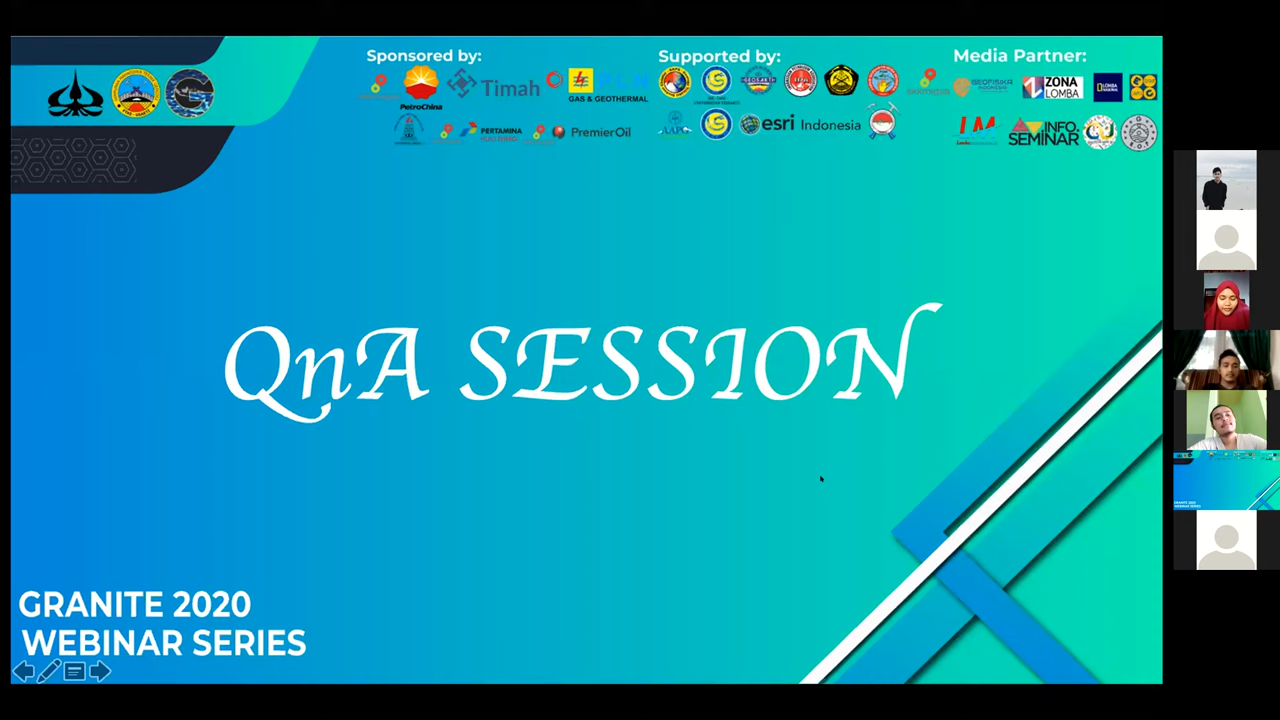 Sponsored by:
Supported by:
Media Partner:
PetroChina
Timah
GAS & GEOTHERMAL
PERTAMINA
PremierOil
esri Indonesia
ZONA
LOMBA
INFO.
SEMINAR
QnA SESSION
GRANITE 2020
WEBINAR SERIES